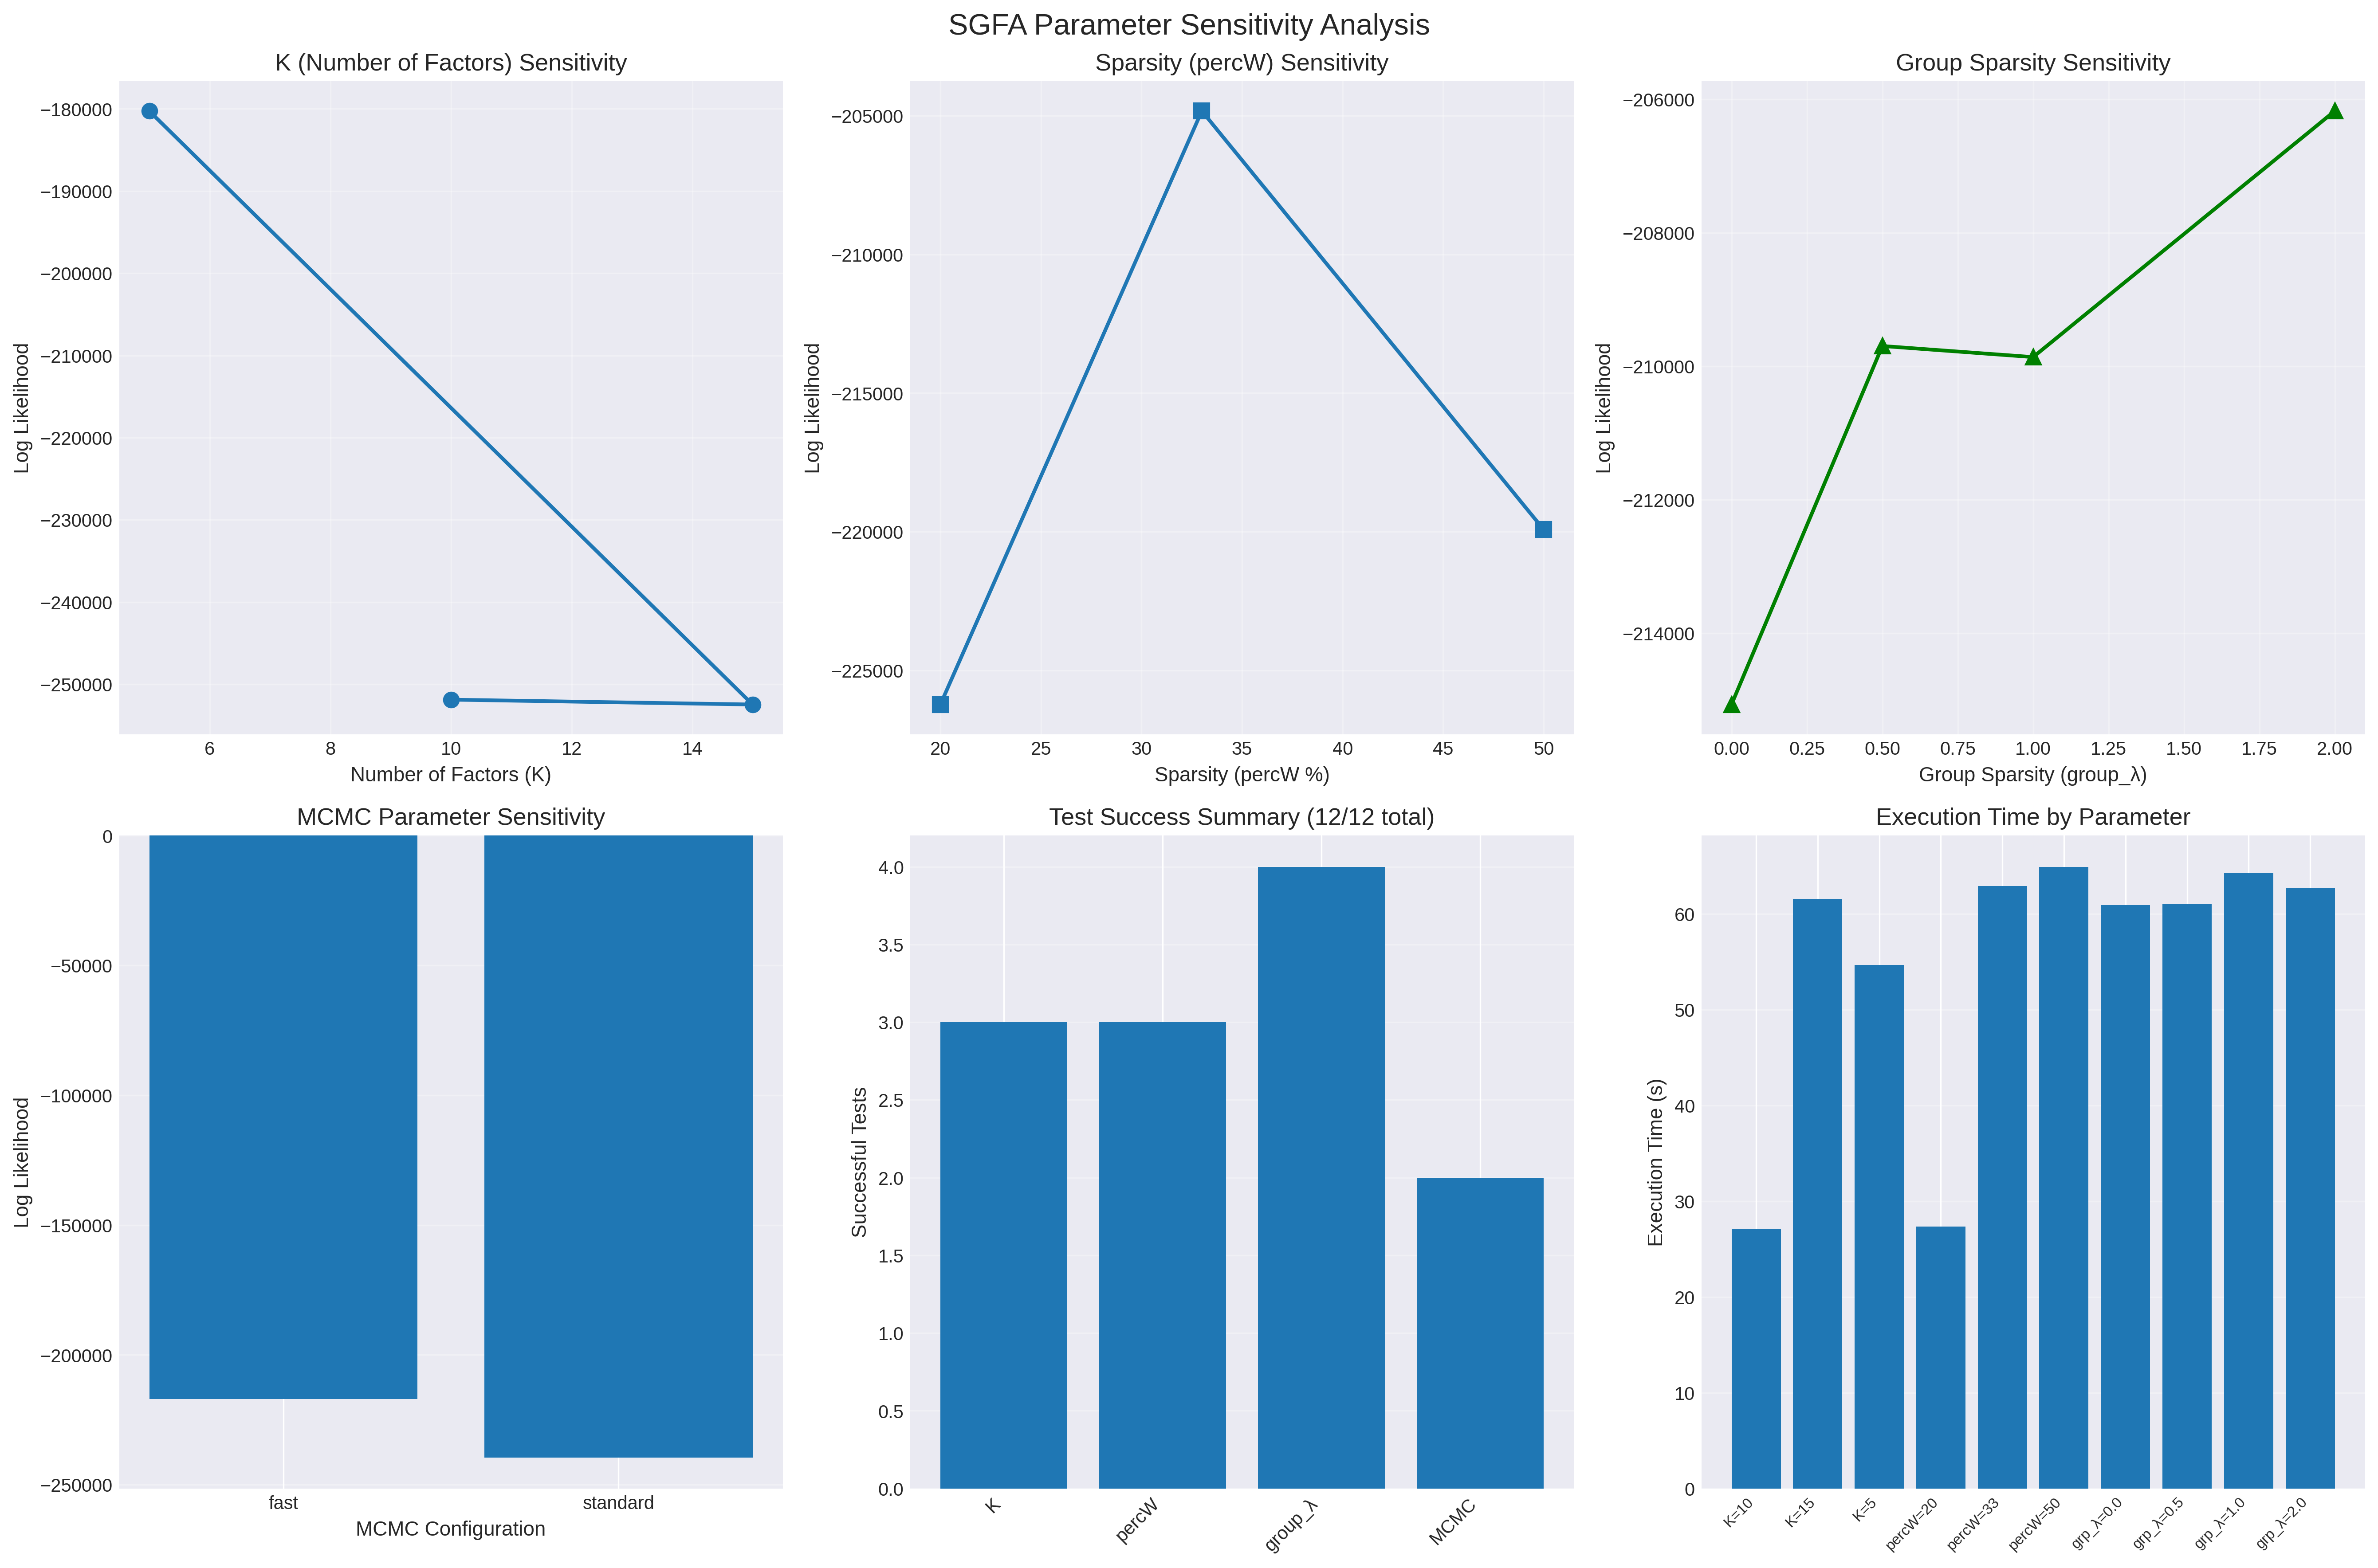 SGFA Parameter Sensitivity Analysis
K (Number of Factors) Sensitivity
−180000
−190000
−200000
−210000
−220000
−230000
−240000
−250000
Log Likelihood
6 8 10 12 14
Number of Factors (K)
Sparsity (percW) Sensitivity
−205000
−210000
−215000
−220000
−225000
Log Likelihood
20 25 30 35 40 45 50
Sparsity (percW %)
Group Sparsity Sensitivity
−206000
−208000
−210000
−212000
−214000
Log Likelihood
0.00 0.25 0.50 0.75 1.00 1.25 1.50 1.75 2.00
Group Sparsity (group_λ)
MCMC Parameter Sensitivity
0
−50000
−100000
−150000
−200000
−250000
Log Likelihood
fast standard
MCMC Configuration
Test Success Summary (12/12 total)
4.0
3.5
3.0
2.5
2.0
1.5
1.0
0.5
0.0
Successful Tests
K percW group_λ MCMC
Execution Time by Parameter
60
50
40
30
20
10
0
Execution Time (s)
K=10 K=15 K=5 percW=20 percW=33 percW=50 grp_λ=0.0 grp_λ=0.5 grp_λ=1.0 grp_λ=2.0